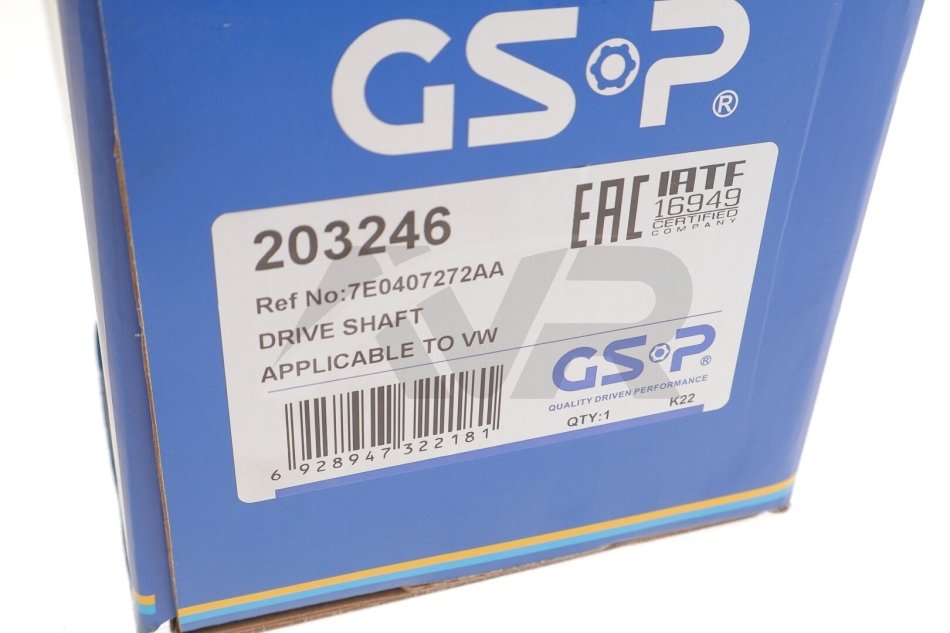 GSP®
203246
EAC
IATF
16949
CERTIFIED
COMPANY
Ref No:7E0407272AA
DRIVE SHAFT
APPLICABLE TO VW
GSP®
QUALITY DRIVEN PERFORMANCE
QTY:1 K22
6 928947 322181
VR